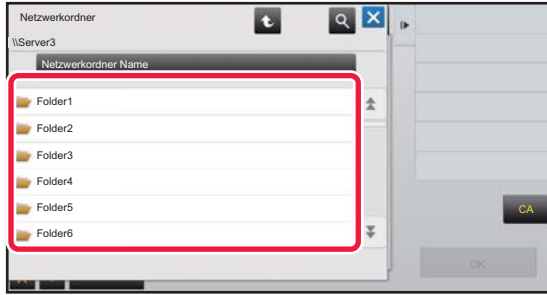 Netzwerkordner
\\Server3
Netzwerkordner Name
Folder1
Folder2
Folder3
Folder4
Folder5
Folder6
CA
OK